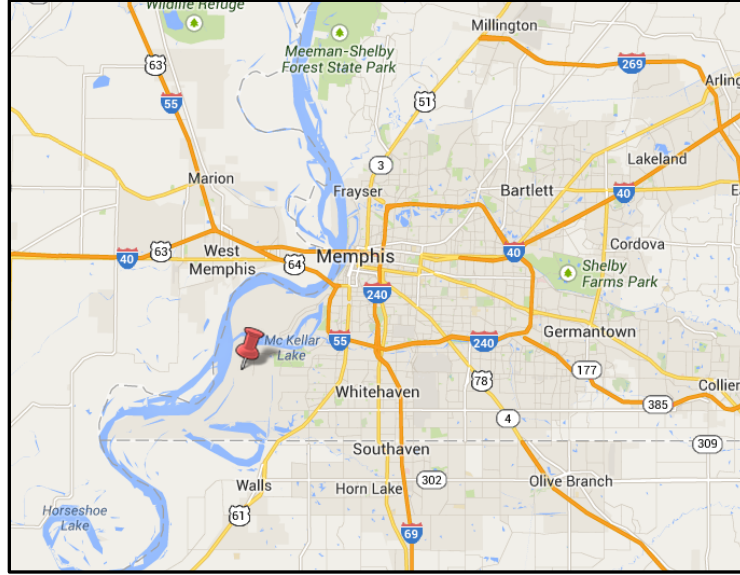 Wildlife Refuge
Millington
Meeman-Shelby
Forest State Park
63
269
55
51
Arling
3
Lakeland
Marion
Frayser
Bartlett
40
E
63
40
West
Memphis
64
Memphis
40
Cordova
Shelby
Farms Park
240
Mc Kellar
Lake
55
240
Germantown
177
78
Whitehaven
385
Collier
4
309
Southaven
Walls
Horn Lake
302
Olive Branch
Horseshoe
Lake
61
69